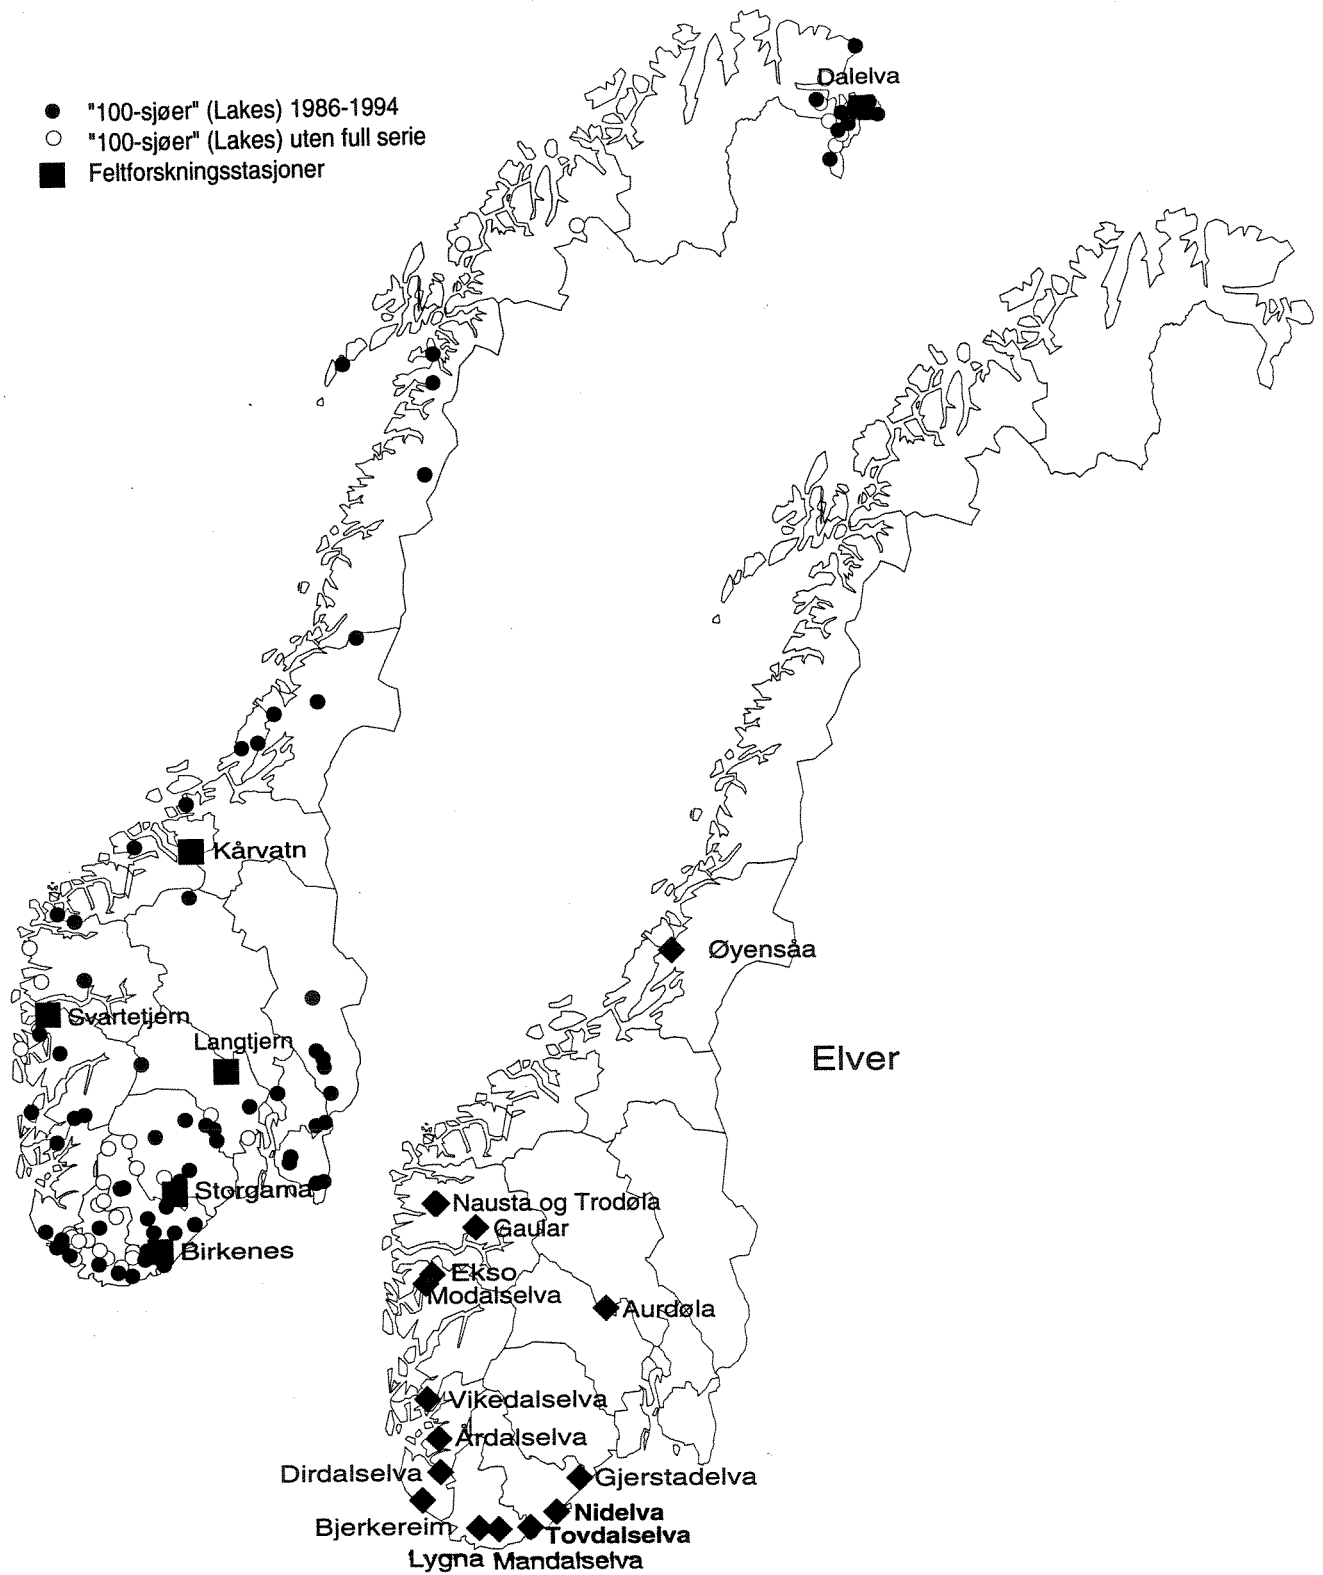 "100-sjøer" (Lakes) 1986-1994
"100-sjøer" (Lakes) uten full serie
Feltforskningsstasjoner
Dalelva
Kårvatn
Svartetjern
Langtjern
Storgama
Birkenes
Øyensåa
Elver
Nausta og Trodøla
Gaular
Ekso
Modalselva
Aurdøla
Vikedalselva
Årdalselva
Dirdalselva
Gjerstadelva
Nidelva
Bjerkereim
Tovdalselva
Lygna Mandalselva